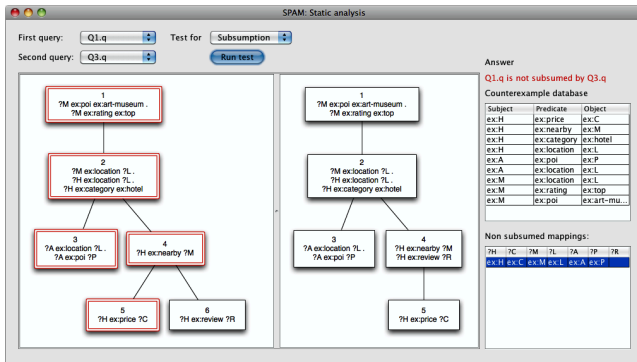 SPAM: Static analysis
First query: Q1.q Test for Subsumption
Second query: Q3.q Run test
1
?M ex:poi ex:art-museum .
?M ex:rating ex:top
2
?M ex:location ?L .
?H ex:location ?L .
?H ex:category ex:hotel
3
?A ex:location ?L .
?A ex:poi ?P
4
?H ex:nearby ?M
5
?H ex:price ?C
6
?H ex:review ?R
1
?M ex:poi ex:art-museum .
?M ex:rating ex:top
2
?M ex:location ?L .
?H ex:location ?L .
?H ex:category ex:hotel
3
?A ex:location ?L .
?A ex:poi ?P
4
?H ex:nearby ?M .
?H ex:review ?R
5
?H ex:price ?C
Answer
Q1.q is not subsumed by Q3.q
Counterexample database
Subject Predicate Object
ex:H ex:price ex:C
ex:H ex:nearby ex:M
ex:H ex:category ex:hotel
ex:H ex:location ex:L
ex:A ex:poi ex:P
ex:A ex:location ex:L
ex:M ex:location ex:L
ex:M ex:rating ex:top
ex:M ex:poi ex:art-mu...
Non subsumed mappings:
?H ?C ?M ?L ?A ?P ?R
ex:H ex:C ex:M ex:L ex:A ex:P